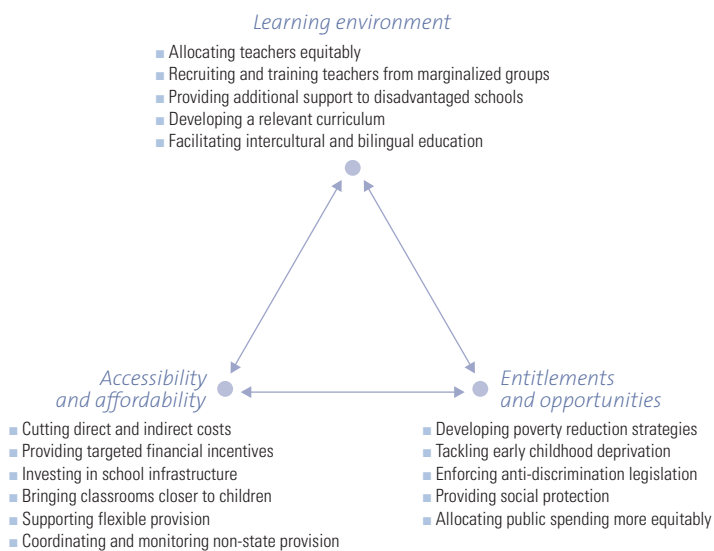 Learning environment
Allocating teachers equitably
Recruiting and training teachers from marginalized groups
Providing additional support to disadvantaged schools
Developing a relevant curriculum
Facilitating intercultural and bilingual education
Accessibility
and affordability
Cutting direct and indirect costs
Providing targeted financial incentives
Investing in school infrastructure
Bringing classrooms closer to children
Supporting flexible provision
Coordinating and monitoring non-state provision
Entitlements
and opportunities
Developing poverty reduction strategies
Tackling early childhood deprivation
Enforcing anti-discrimination legislation
Providing social protection
Allocating public spending more equitably